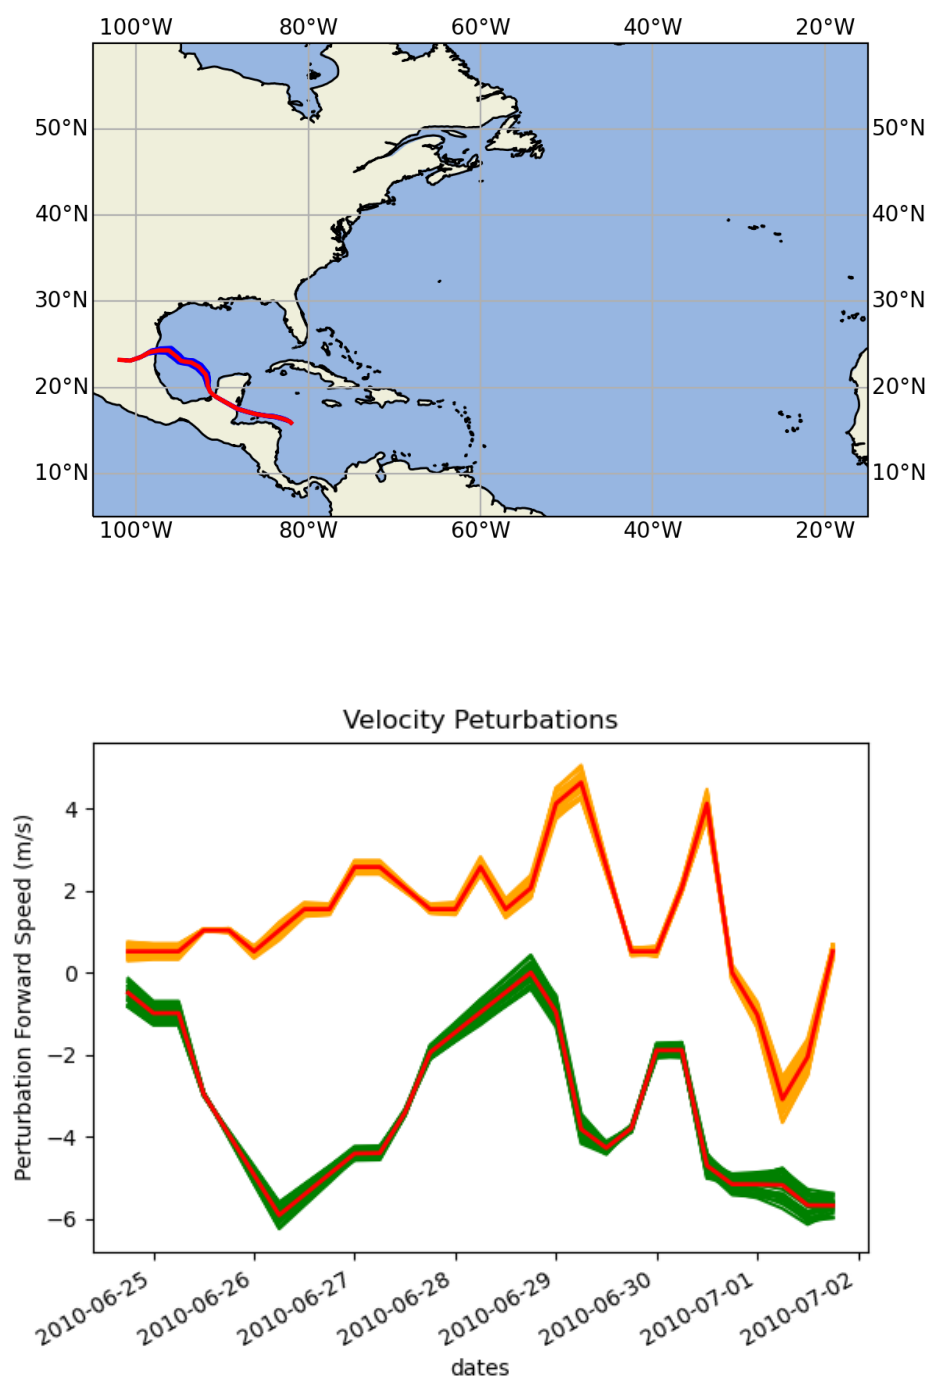 100°W 80°W 60°W 40°W 20°W
50°N 50°N
40°N 40°N
30°N 30°N
20°N 20°N
10°N 10°N
100°W 80°W 60°W 40°W 20°W
Velocity Peturbations
Perturbation Forward Speed (m/s)
4
2
0
−2
−4
−6
2010-06-25 2010-06-26 2010-06-27 2010-06-28 2010-06-29 2010-06-30 2010-07-01 2010-07-02
dates